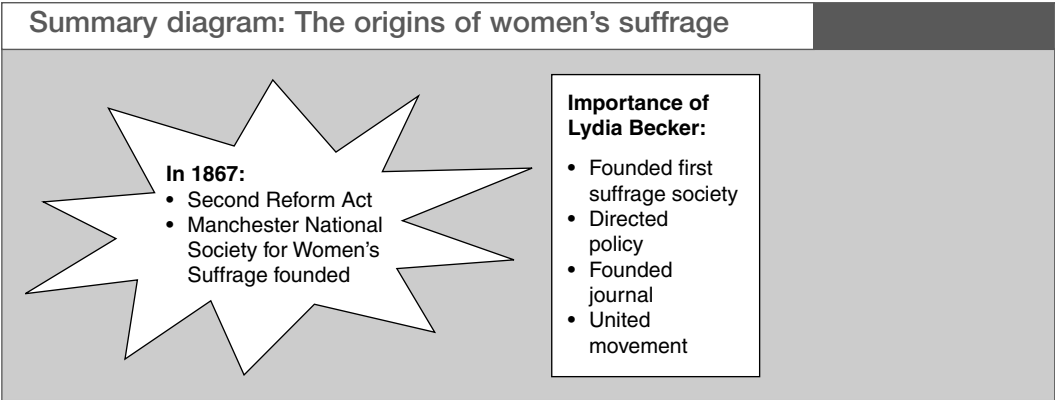 Summary diagram: The origins of women's suffrage
In 1867:
• Second Reform Act
• Manchester National
Society for Women's
Suffrage founded
Importance of
Lydia Becker:
• Founded first
suffrage society
• Directed
policy
• Founded
journal
• United
movement